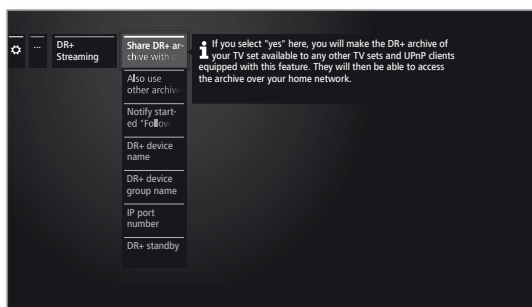 ...
DR+
Streaming
Share DR+ ar-
chive with o
If you select "yes" here, you will make the DR+ archive of
your TV set available to any other TV sets and UPnP clients
equipped with this feature. They will then be able to access
the archive over your home network.
Also use
other archive-
Notify start-
ed "Follow
DR+ device
name
DR+ device
group name
IP port
number
DR+ standby